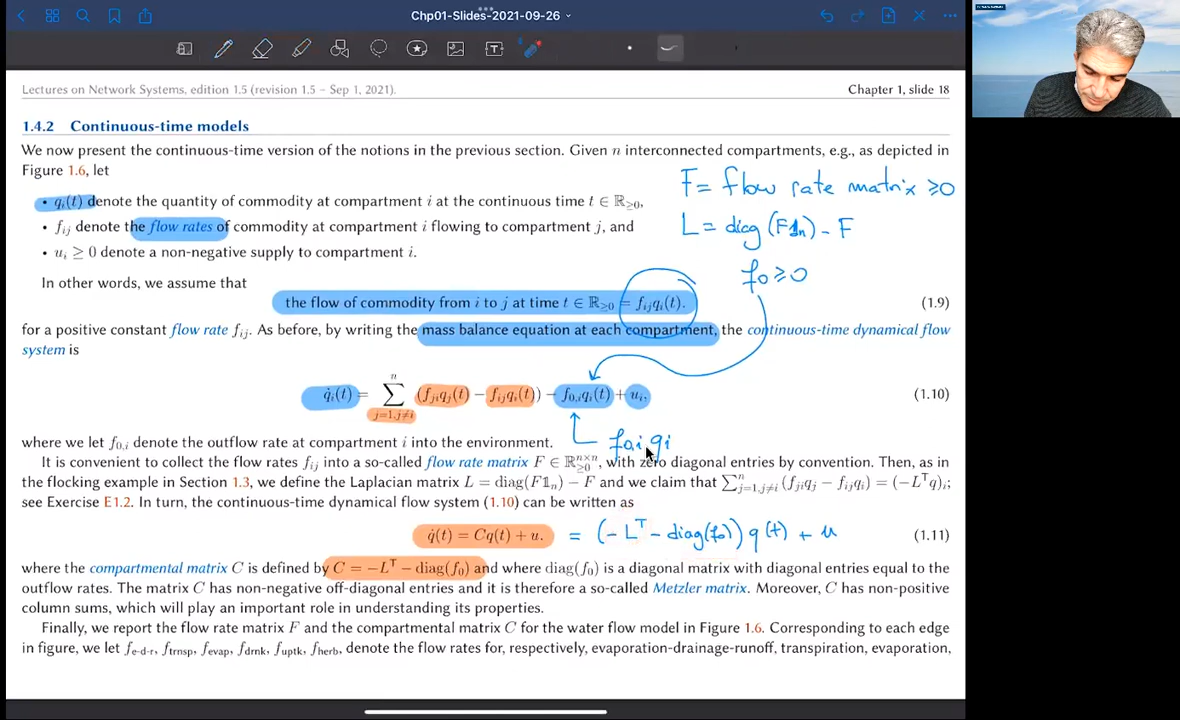 Chp01-Slides-2021-09-26
Lectures on Network Systems, edition 1.5 (revision 1.5 – Sep 1, 2021).
Chapter 1, slide 18
1.4.2 Continuous-time models
We now present the continuous-time version of the notions in the previous section. Given n interconnected compartments, e.g., as depicted in
Figure 1.6, let
F = flow rate matrix ≥ 0
• qᵢ(t) denote the quantity of commodity at compartment i at the continuous time t ∈ ℝ≥0,
• fᵢⱼ denote the flow rates of commodity at compartment i flowing to compartment j, and
L = diag(F𝟙ₙ) – F
• uᵢ ≥ 0 denote a non-negative supply to compartment i.
f₀ ≥ 0
In other words, we assume that
the flow of commodity from i to j at time t ∈ ℝ≥0 = fᵢⱼqᵢ(t). (1.9)
for a positive constant flow rate fᵢⱼ. As before, by writing the mass balance equation at each compartment, the continuous-time dynamical flow
system is
q̇ᵢ(t) = ∑ⁿⱼ₌₁,ⱼ≠ᵢ (fⱼᵢqⱼ(t) − fᵢⱼqᵢ(t)) − f₀,ᵢqᵢ(t) + uᵢ, (1.10)
where we let f₀,ᵢ denote the outflow rate at compartment i into the environment.
f₀,ᵢ qᵢ
It is convenient to collect the flow rates fᵢⱼ into a so-called flow rate matrix F ∈ ℝ≥0ⁿˣⁿ, with zero diagonal entries by convention. Then, as in
the flocking example in Section 1.3, we define the Laplacian matrix L = diag(F𝟙ₙ) − F and we claim that ∑ⁿⱼ₌₁,ⱼ≠ᵢ(fⱼᵢqⱼ − fᵢⱼqᵢ) = (−Lᵀq)ᵢ;
see Exercise E1.2. In turn, the continuous-time dynamical flow system (1.10) can be written as
q̇(t) = Cq(t) + u. = (− Lᵀ − diag(f₀)) q(t) + u (1.11)
where the compartmental matrix C is defined by C = −Lᵀ − diag(f₀) and where diag(f₀) is a diagonal matrix with diagonal entries equal to the
outflow rates. The matrix C has non-negative off-diagonal entries and it is therefore a so-called Metzler matrix. Moreover, C has non-positive
column sums, which will play an important role in understanding its properties.
Finally, we report the flow rate matrix F and the compartmental matrix C for the water flow model in Figure 1.6. Corresponding to each edge
in figure, we let f_e-d-r, f_trnsp, f_evap, f_drnk, f_uptk, f_herb, denote the flow rates for, respectively, evaporation-drainage-runoff, transpiration, evaporation,